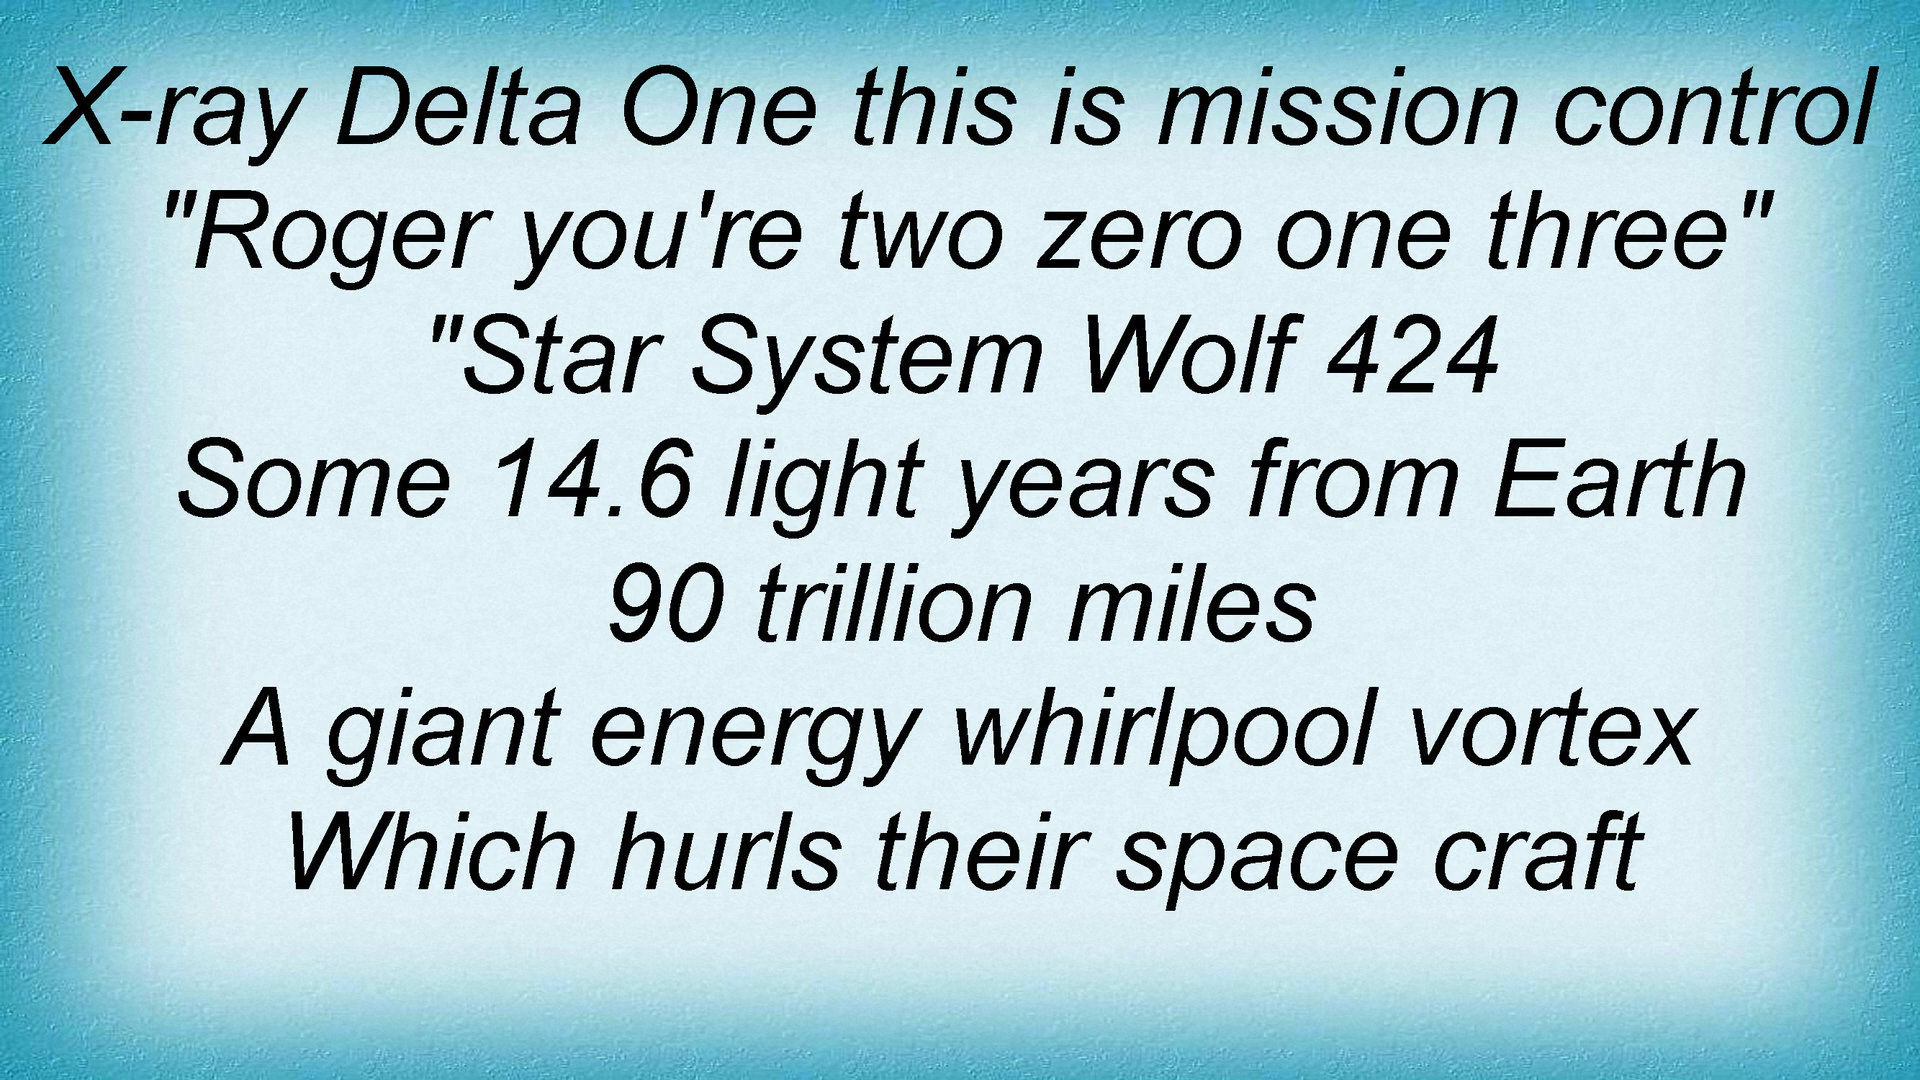 X-ray Delta One this is mission control
"Roger you're two zero one three"
"Star System Wolf 424
Some 14.6 light years from Earth
90 trillion miles
A giant energy whirlpool vortex
Which hurls their space craft